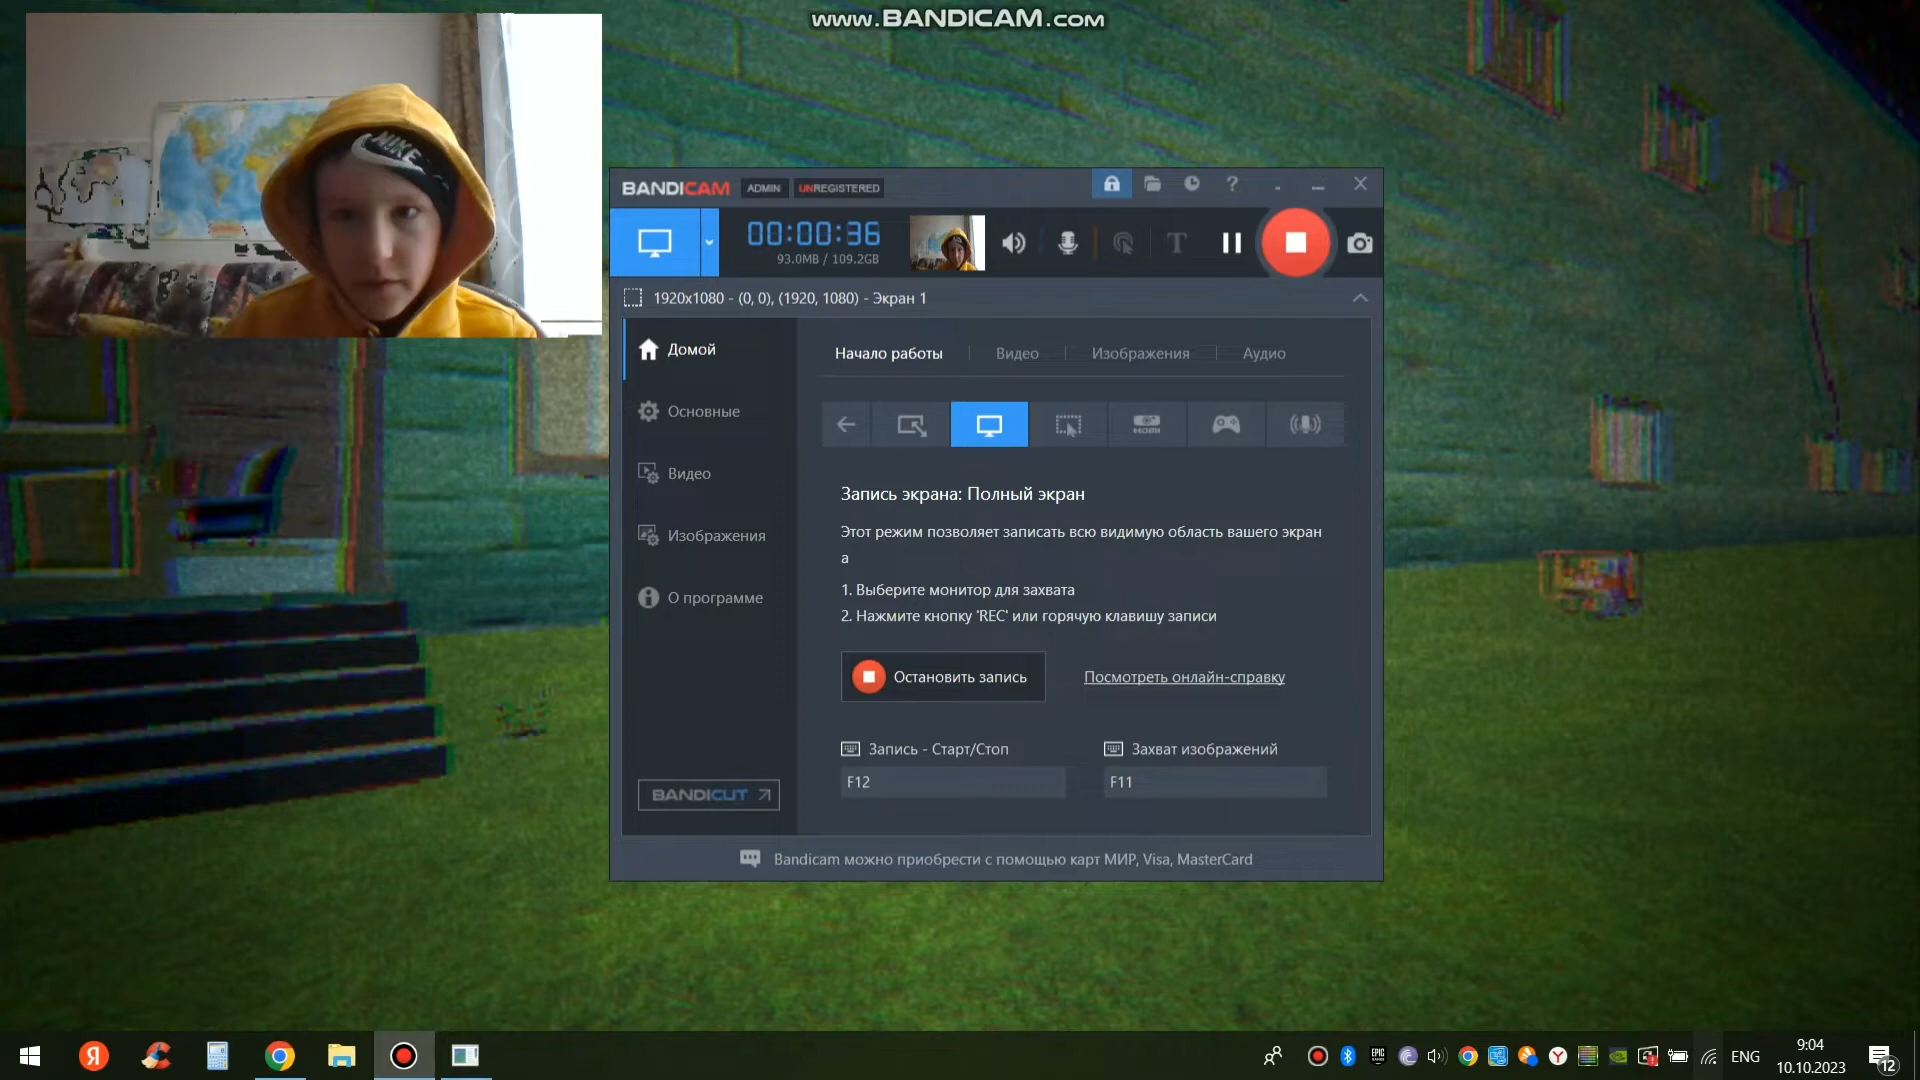 www.BANDICAM.com
NIKE
BANDICAM ADMIN UNREGISTERED
00:00:36
93.0MB / 109.2GB
1920x1080 - (0, 0), (1920, 1080) - Экран 1
Домой
Основные
Видео
Изображения
О программе
BANDICUT
Начало работы Видео Изображения Аудио
HDMI
Запись экрана: Полный экран
Этот режим позволяет записать всю видимую область вашего экран
а
1. Выберите монитор для захвата
2. Нажмите кнопку 'REC' или горячую клавишу записи
Остановить запись Посмотреть онлайн-справку
Запись - Старт/Стоп Захват изображений
F12 F11
Bandicam можно приобрести с помощью карт МИР, Visa, MasterCard
Я
EPIC
ENG
9:04
10.10.2023
12